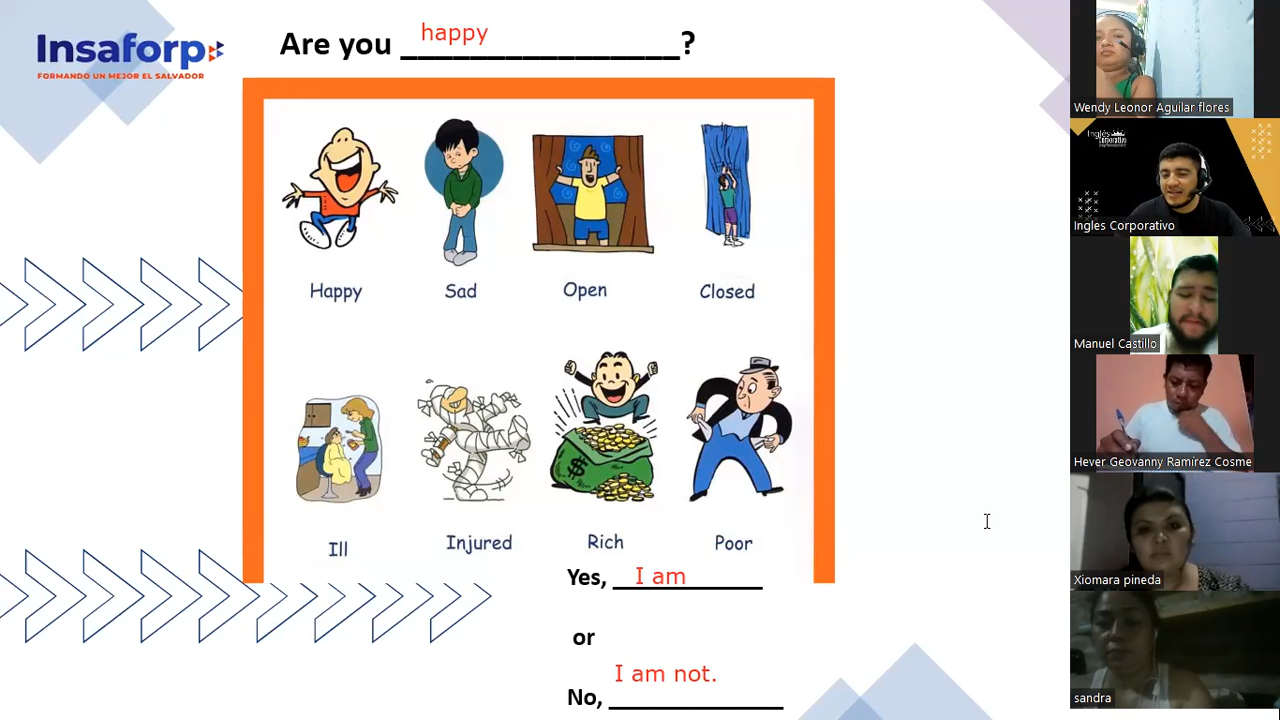 Insaforp
FORMANDO UN MEJOR EL SALVADOR
Are you happy ?
Happy
Sad
Open
Closed
Ill
Injured
Rich
Poor
$
Yes, I am
or
I am not.
No,
Wendy Leonor Aguilar flores
Inglés
Corporativo
Ingles Corporativo
Manuel Castillo
Hever Geovanny Ramírez Cosme
Xiomara pineda
sandra